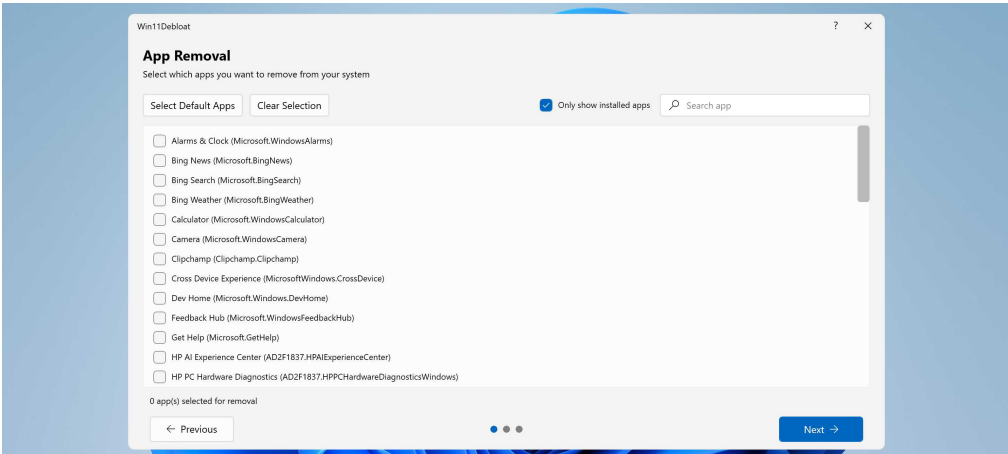 Win11Debloat
?
App Removal
Select which apps you want to remove from your system
Select Default Apps
Clear Selection
Only show installed apps
Search app
Alarms & Clock (Microsoft.WindowsAlarms)
Bing News (Microsoft.BingNews)
Bing Search (Microsoft.BingSearch)
Bing Weather (Microsoft.BingWeather)
Calculator (Microsoft.WindowsCalculator)
Camera (Microsoft.WindowsCamera)
Clipchamp (Clipchamp.Clipchamp)
Cross Device Experience (MicrosoftWindows.CrossDevice)
Dev Home (Microsoft.Windows.DevHome)
Feedback Hub (Microsoft.WindowsFeedbackHub)
Get Help (Microsoft.GetHelp)
HP AI Experience Center (AD2F1837.HPAIExperienceCenter)
HP PC Hardware Diagnostics (AD2F1837.HPPCHardwareDiagnosticsWindows)
0 app(s) selected for removal
← Previous
Next →